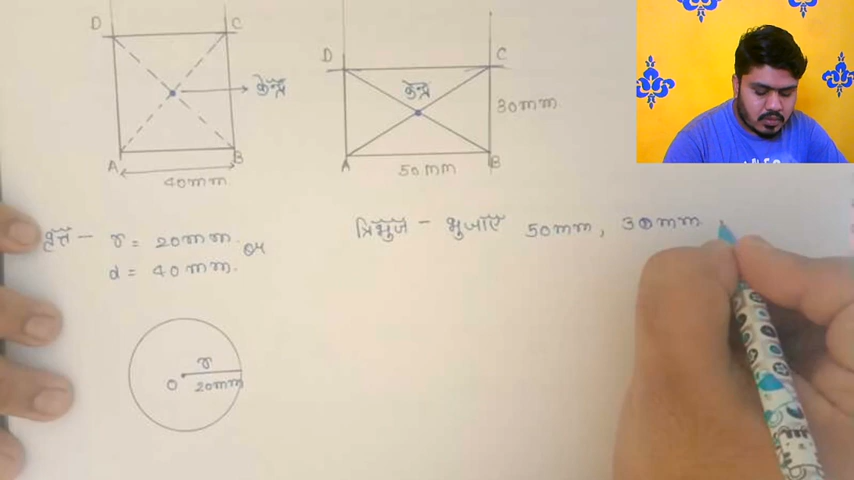 D C
केन्द्र
A B
40mm
D C
केन्द्र
30mm
A B
50mm
वृत्त - r = 20mm.
or
d = 40mm.
त्रिभुज - भुजाएँ 50mm, 30mm
r
O 20mm